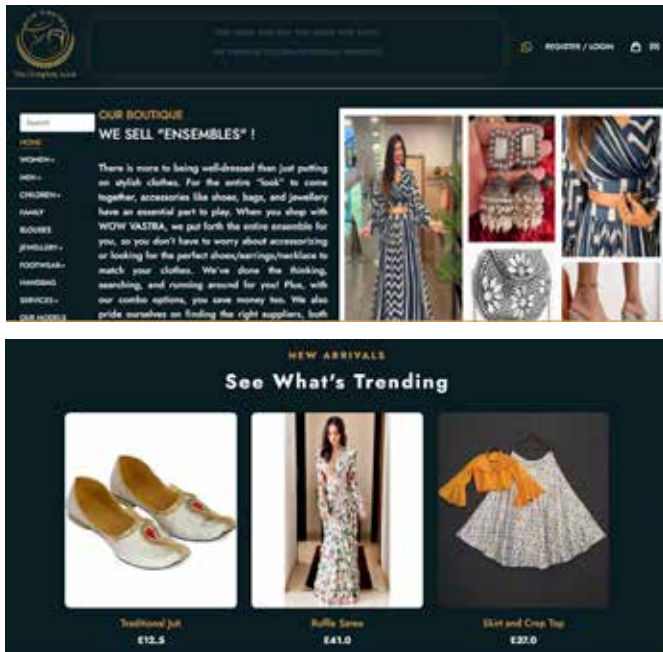 The Complete Look
REGISTER / LOGIN
Search
HOME
WOMEN
MEN
CHILDREN
FAMILY
BLOUSES
JEWELLERY
FOOTWEAR
HANDBAG
SERVICES
OUR MODELS
OUR BOUTIQUE
WE SELL "ENSEMBLES" !
There is more to being well-dressed than just putting
on stylish clothes. For the entire "look" to come
together, accessories like shoes, bags, and jewellery
have an essential part to play. When you shop with
WOW VASTRA, we put forth the entire ensemble for
you, so you don't have to worry about accessorizing
or looking for the perfect shoes/earrings/necklace to
match your clothes. We've done the thinking,
searching, and running around for you! Plus, with
our combo options, you save money too. We also
pride ourselves on finding the right suppliers, both
NEW ARRIVALS
See What's Trending
Traditional Juti
£12.5
Ruffle Saree
£41.0
Skirt and Crop Top
£37.0